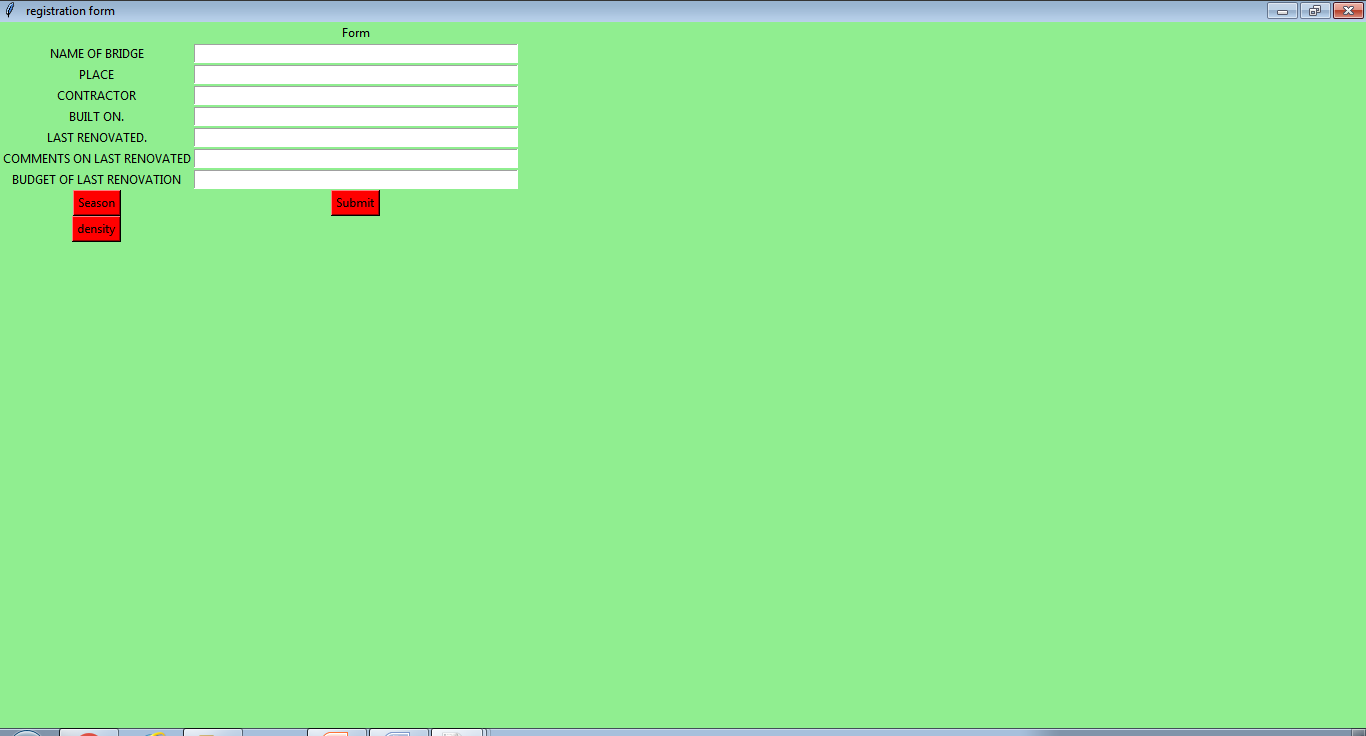 registration form
Form
NAME OF BRIDGE
PLACE
CONTRACTOR
BUILT ON.
LAST RENOVATED.
COMMENTS ON LAST RENOVATED
BUDGET OF LAST RENOVATION
Season Submit
density